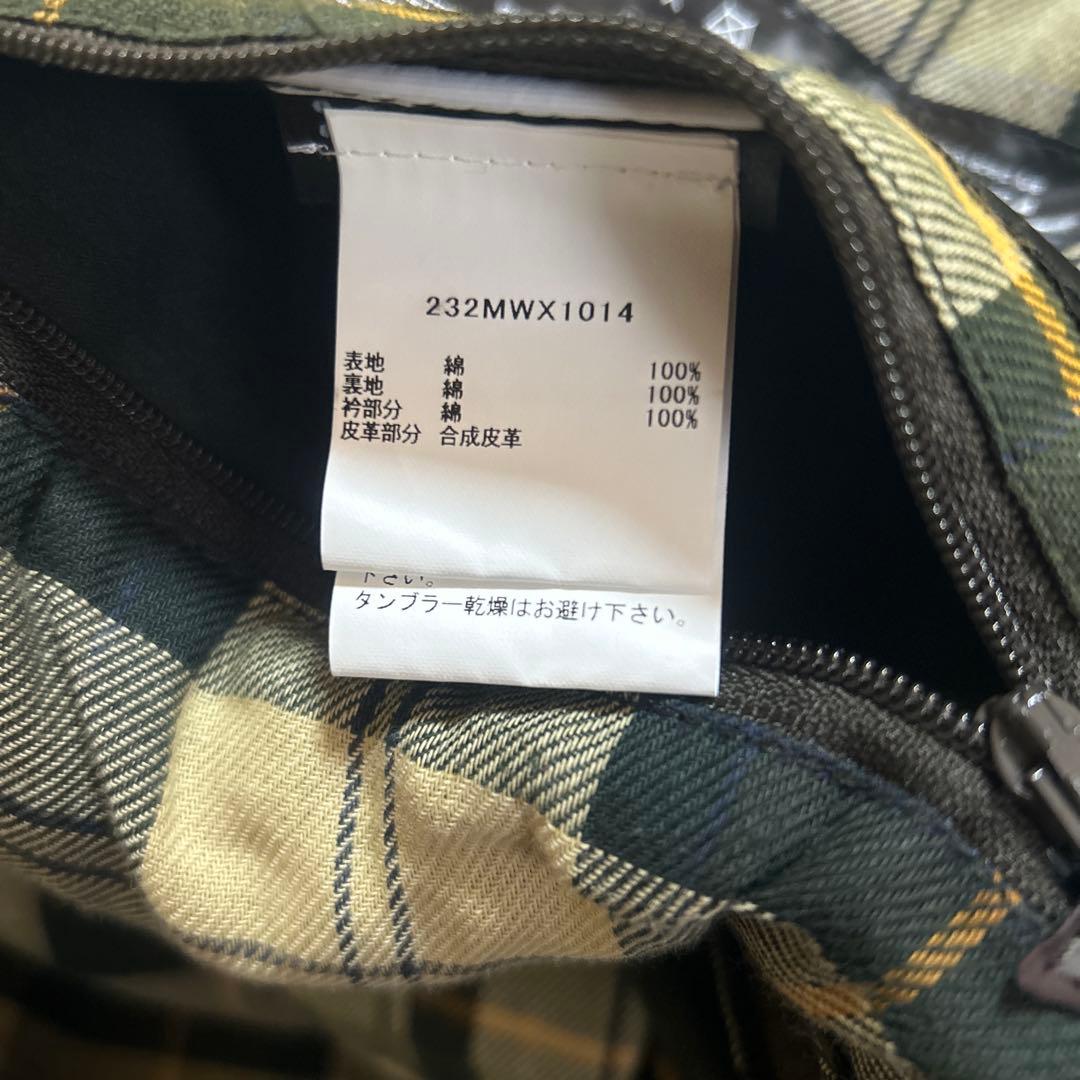 232MWX1014
表地 綿 100%
裏地 綿 100%
衿部分 綿 100%
皮革部分 合成皮革
下さい。
タンブラー乾燥はお避け下さい。